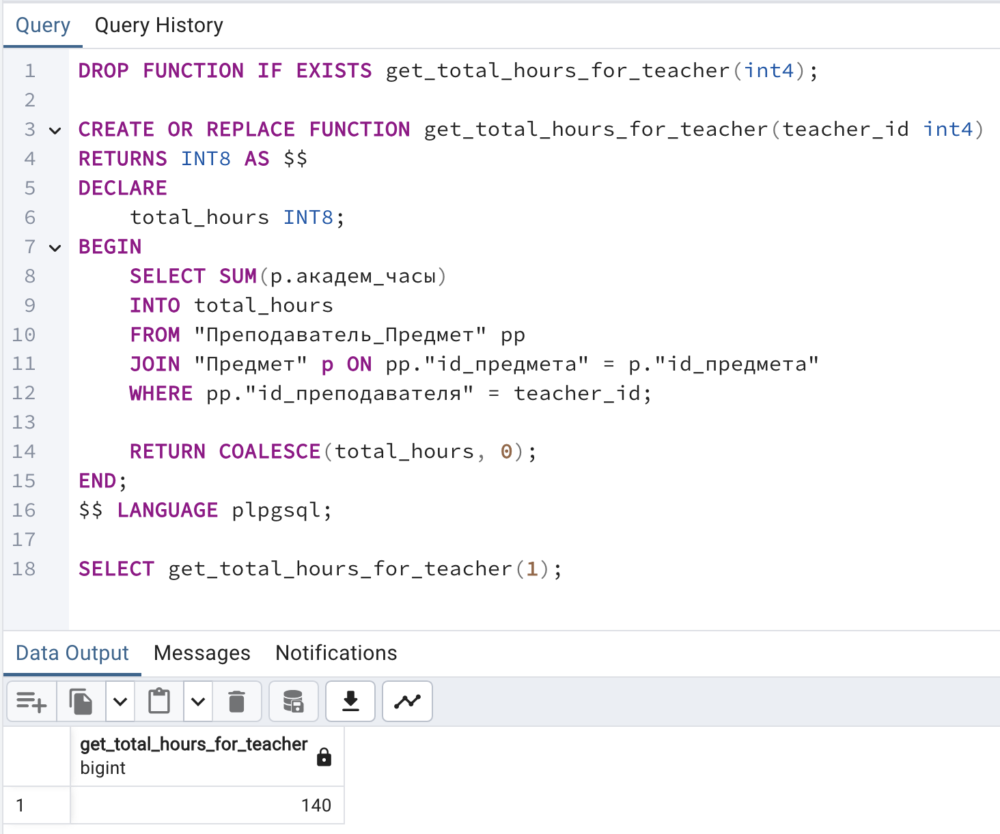 Query Query History
1 DROP FUNCTION IF EXISTS get_total_hours_for_teacher(int4);
2
3 CREATE OR REPLACE FUNCTION get_total_hours_for_teacher(teacher_id int4)
4 RETURNS INT8 AS $$
5 DECLARE
6 total_hours INT8;
7 BEGIN
8 SELECT SUM(p.академ_часы)
9 INTO total_hours
10 FROM "Преподаватель_Предмет" pp
11 JOIN "Предмет" p ON pp."id_предмета" = p."id_предмета"
12 WHERE pp."id_преподавателя" = teacher_id;
13
14 RETURN COALESCE(total_hours, 0);
15 END;
16 $$ LANGUAGE plpgsql;
17
18 SELECT get_total_hours_for_teacher(1);
Data Output Messages Notifications
get_total_hours_for_teacher
bigint
1 140